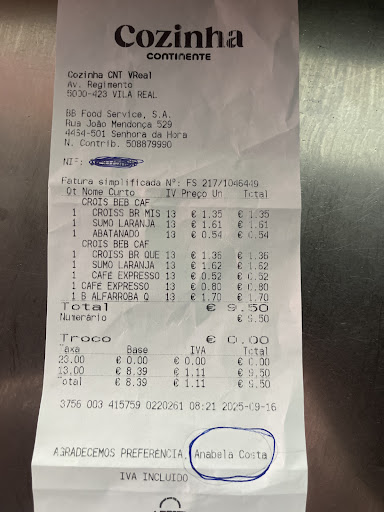 Cozinha
CONTINENTE
Cozinha CNT VReal
Av. Regimento
5000-423 VILA REAL
BB Food Service, S.A.
Rua João Mendonça 529
4464-501 Senhora da Hora
N. Contrib. 508879990
NIF:
Fatura simplificada Nº: FS 217/1046449
Qt Nome Curto IV Preço Un. Total
CROIS BEB CAF
1 CROISS BR MIS 13 € 1.35 € 1.35
1 SUMO LARANJA 13 € 1.61 € 1.61
1 ABATANADO 13 € 0.54 € 0.54
CROIS BEB CAF
1 CROISS BR QUE 13 € 1.36 € 1.36
1 SUMO LARANJA 13 € 1.62 € 1.62
1 CAFE EXPRESSO 13 € 0.52 € 0.52
1 CAFE EXPRESSO 13 € 0.80 € 0.80
1 B ALFARROBA Q 13 € 1.70 € 1.70
Total € 9.50
Numerário € 9.50
Troco € 0.00
Taxa Base IVA Total
23.00 € 0.00 € 0.00 € 0.00
13.00 € 8.39 € 1.11 € 9.50
Total € 8.39 € 1.11 € 9.50
3756 003 415759 0220261 08:21 2025-09-16
AGRADECEMOS PREFERENCIA, Anabela Costa
IVA INCLUIDO